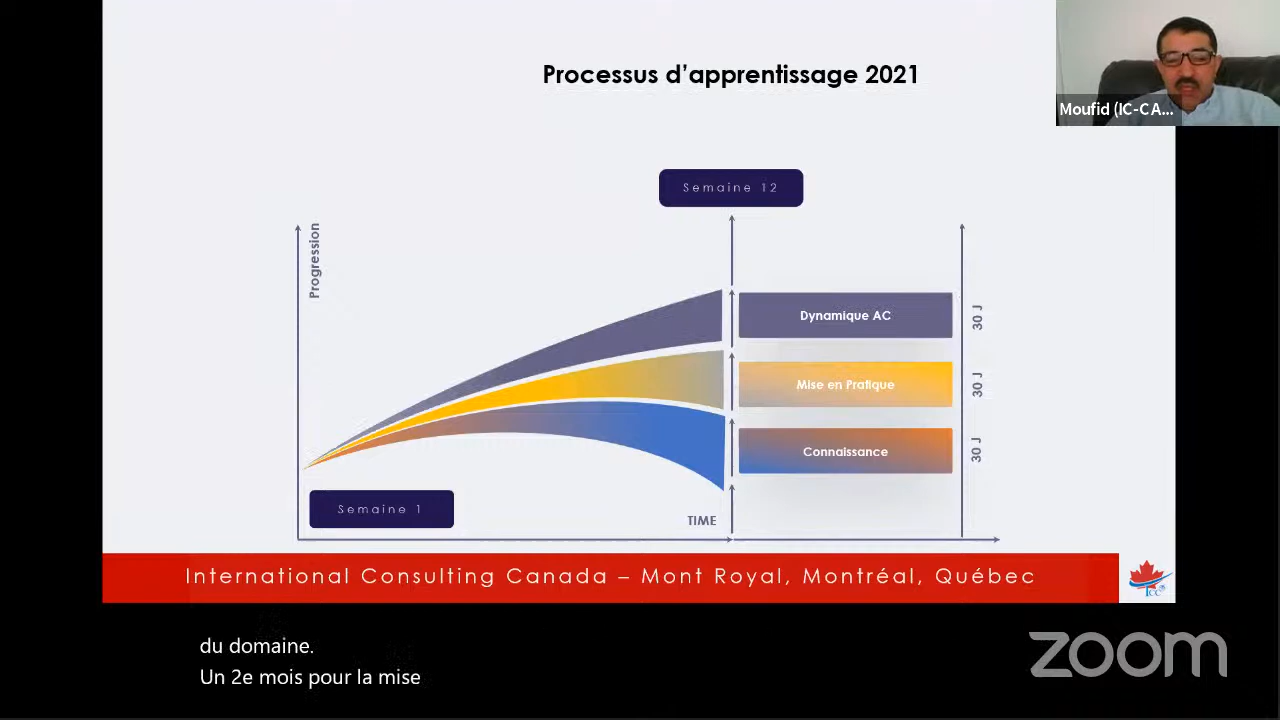 Processus d’apprentissage 2021
Moufid (IC-CA...
Semaine 12
Progression
Dynamique AC
30 J
Mise en Pratique
30 J
Connaissance
30 J
Semaine 1
TIME
International Consulting Canada – Mont Royal, Montréal, Québec
ICC
du domaine.
Un 2e mois pour la mise
zoom